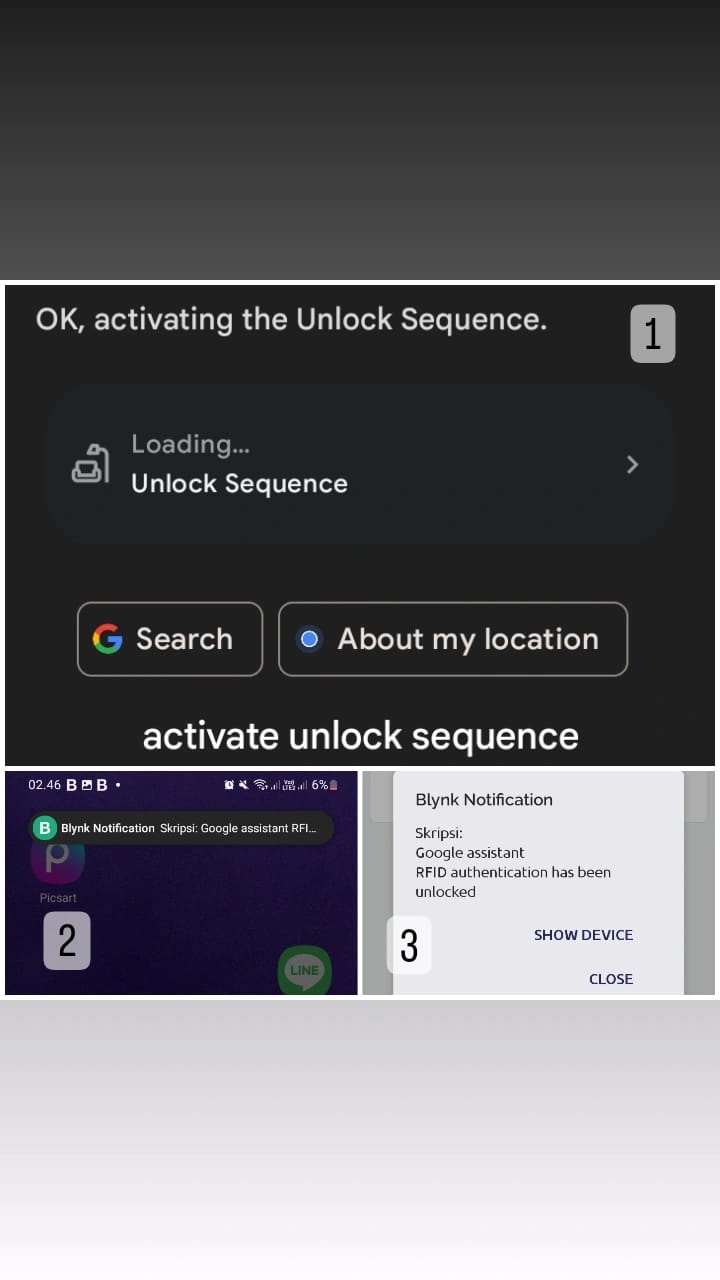 OK, activating the Unlock Sequence.
1
Loading...
Unlock Sequence
Search
About my location
activate unlock sequence
02.46 B B
6%
B Blynk Notification Skripsi: Google assistant RFI...
Picsart
2
LINE
Blynk Notification
Skripsi:
Google assistant
RFID authentication has been
unlocked
3
SHOW DEVICE
CLOSE